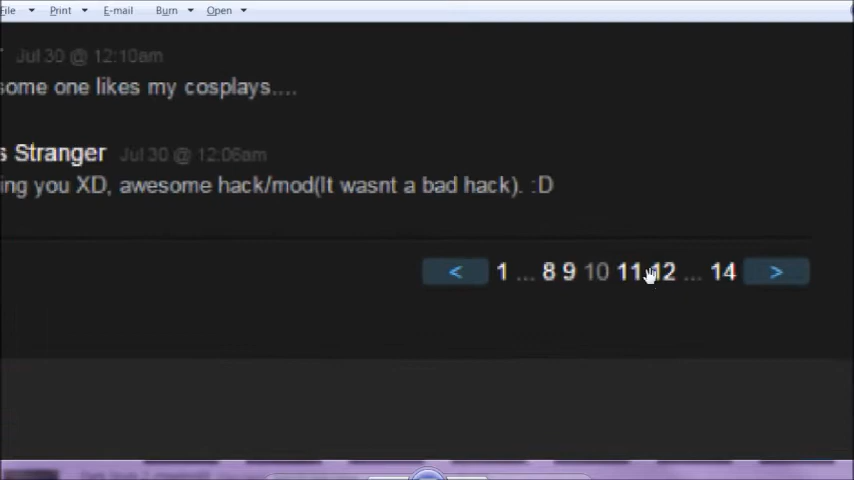 File Print E-mail Burn Open
Jul 30 @ 12:10am
some one likes my cosplays....
s Stranger Jul 30 @ 12:06am
ing you XD, awesome hack/mod(It wasnt a bad hack). :D
< 1 ... 8 9 10 11 12 ... 14 >